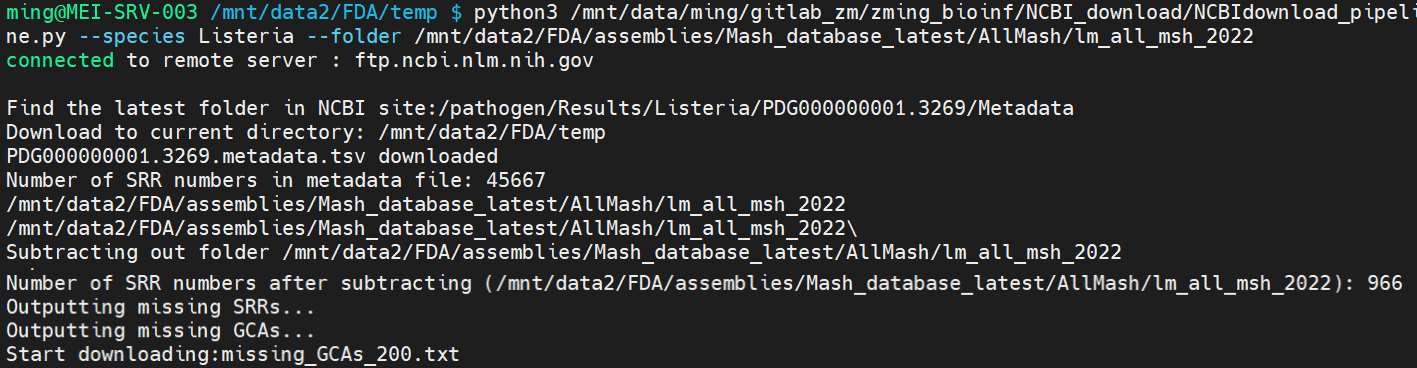 ming@MEI-SRV-003 /mnt/data2/FDA/temp $ python3 /mnt/data/ming/gitlab_zm/zming_bioinf/NCBI_download/NCBIdownload_pipeli
ne.py --species Listeria --folder /mnt/data2/FDA/assemblies/Mash_database_latest/AllMash/lm_all_msh_2022
connected to remote server : ftp.ncbi.nlm.nih.gov
Find the latest folder in NCBI site:/pathogen/Results/Listeria/PDG000000001.3269/Metadata
Download to current directory: /mnt/data2/FDA/temp
PDG000000001.3269.metadata.tsv downloaded
Number of SRR numbers in metadata file: 45667
/mnt/data2/FDA/assemblies/Mash_database_latest/AllMash/lm_all_msh_2022
/mnt/data2/FDA/assemblies/Mash_database_latest/AllMash/lm_all_msh_2022\
Subtracting out folder /mnt/data2/FDA/assemblies/Mash_database_latest/AllMash/lm_all_msh_2022
Number of SRR numbers after subtracting (/mnt/data2/FDA/assemblies/Mash_database_latest/AllMash/lm_all_msh_2022): 966
Outputting missing SRRs...
Outputting missing GCAs...
Start downloading:missing_GCAs_200.txt